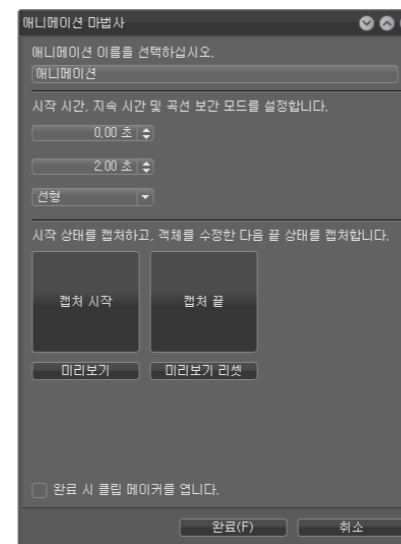 애니메이션 마법사
애니메이션 이름을 선택하십시오.
애니메이션
시작 시간, 지속 시간 및 곡선 보간 모드를 설정합니다.
0,00 초
2,00 초
선형
시작 상태를 캡처하고, 객체를 수정한 다음 끝 상태를 캡처합니다.
캡처 시작 캡처 끝
미리보기 미리보기 리셋
완료 시 클립 메이커를 엽니다.
완료(F) 취소